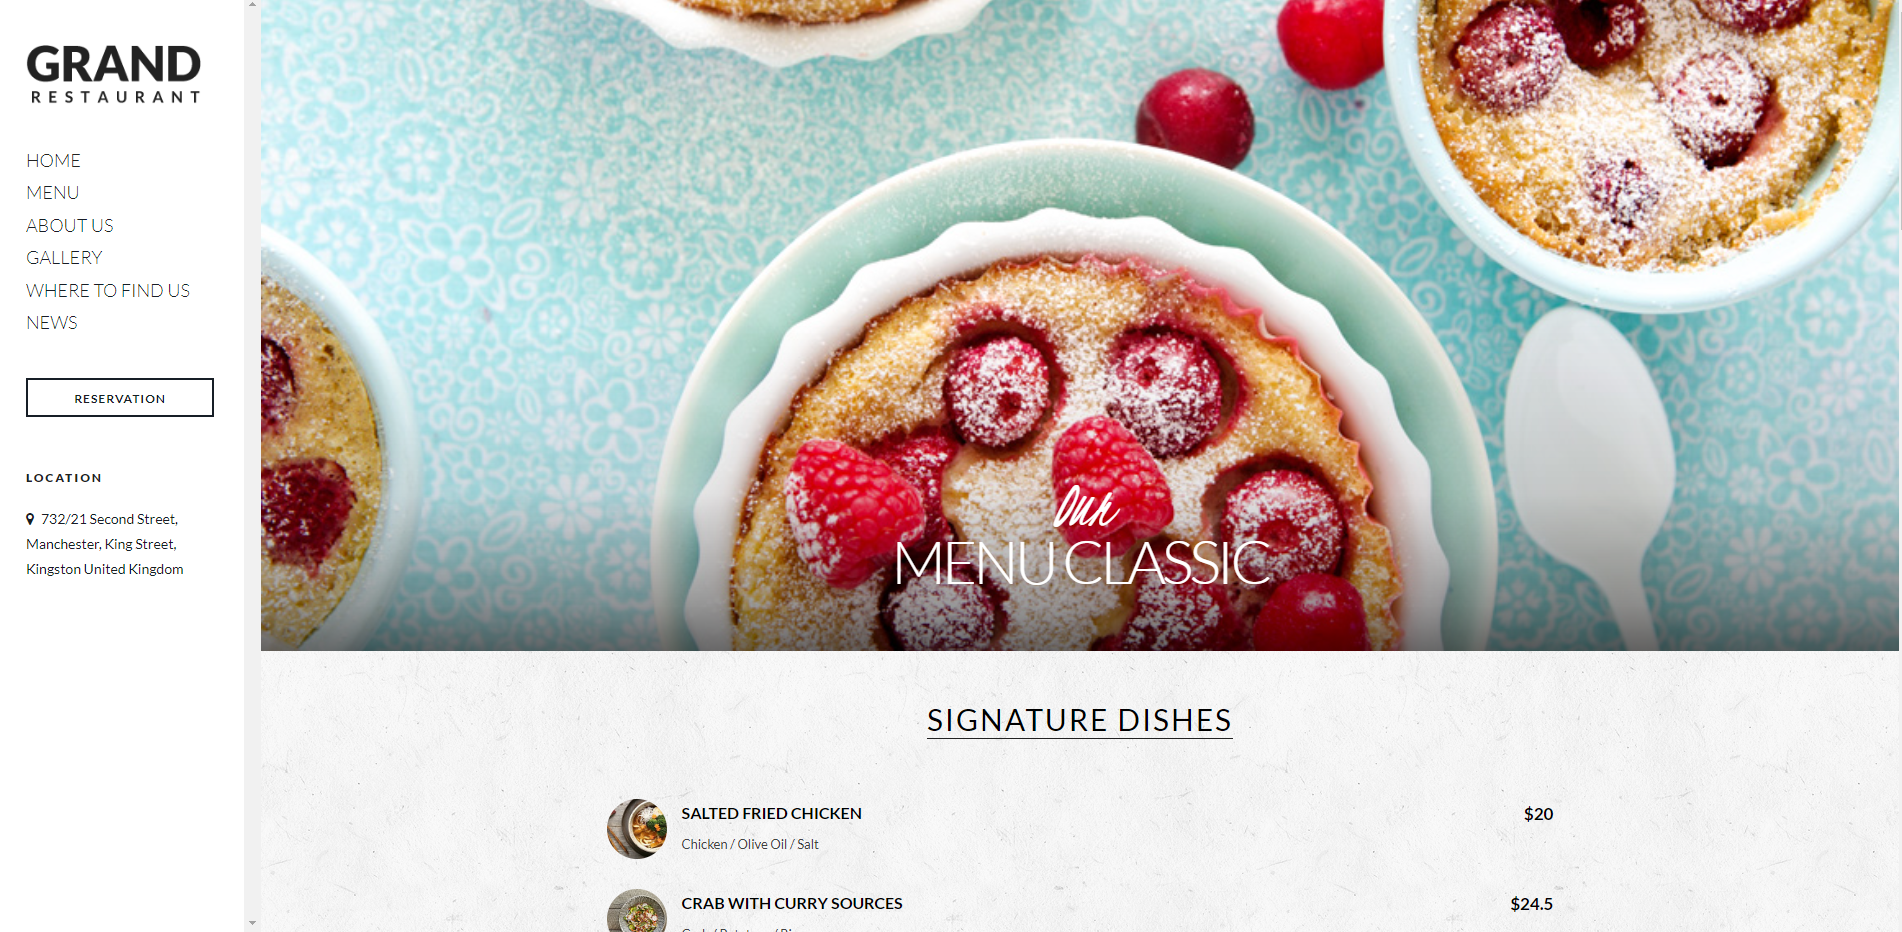 GRAND
RESTAURANT
HOME
MENU
ABOUT US
GALLERY
WHERE TO FIND US
NEWS
RESERVATION
LOCATION
732/21 Second Street,
Manchester, King Street,
Kingston United Kingdom
Our
MENU CLASSIC
SIGNATURE DISHES
SALTED FRIED CHICKEN
$20
Chicken / Olive Oil / Salt
CRAB WITH CURRY SOURCES
$24.5